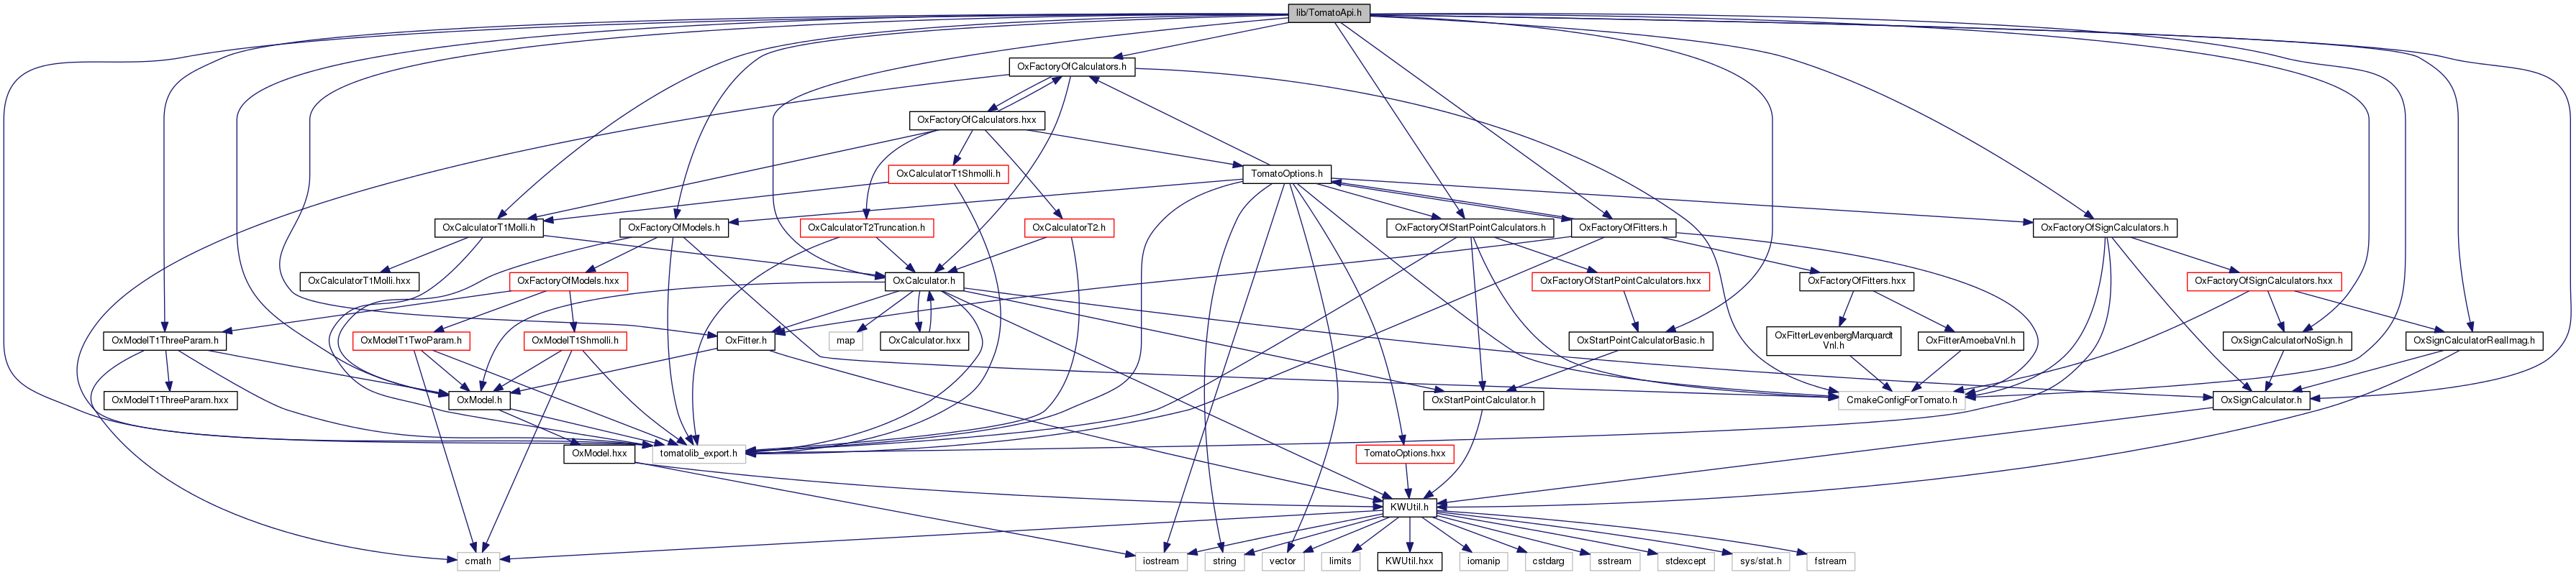 lib/TomatoApi.h
OxFactoryOfCalculators.h
OxFactoryOfCalculators.hxx
OxCalculatorT1Shmolli.h
TomatoOptions.h
OxCalculatorT1Molli.h
OxFactoryOfModels.h
OxCalculatorT2Truncation.h
OxCalculatorT2.h
OxFactoryOfStartPointCalculators.h
OxFactoryOfFitters.h
OxFactoryOfSignCalculators.h
OxCalculatorT1Molli.hxx
OxFactoryOfModels.hxx
OxCalculator.h
OxFactoryOfStartPointCalculators.hxx
OxFactoryOfFitters.hxx
OxFactoryOfSignCalculators.hxx
OxModelT1ThreeParam.h
OxModelT1TwoParam.h
OxModelT1Shmolli.h
OxFitter.h
map
OxCalculator.hxx
OxStartPointCalculatorBasic.h
OxFitterLevenbergMarquardt
Vnl.h
OxFitterAmoebaVnl.h
OxSignCalculatorNoSign.h
OxSignCalculatorRealImag.h
OxModelT1ThreeParam.hxx
OxModel.h
OxStartPointCalculator.h
CmakeConfigForTomato.h
OxSignCalculator.h
OxModel.hxx
tomatolib_export.h
TomatoOptions.hxx
KWUtil.h
cmath
iostream
string
vector
limits
KWUtil.hxx
iomanip
cstdarg
sstream
stdexcept
sys/stat.h
fstream